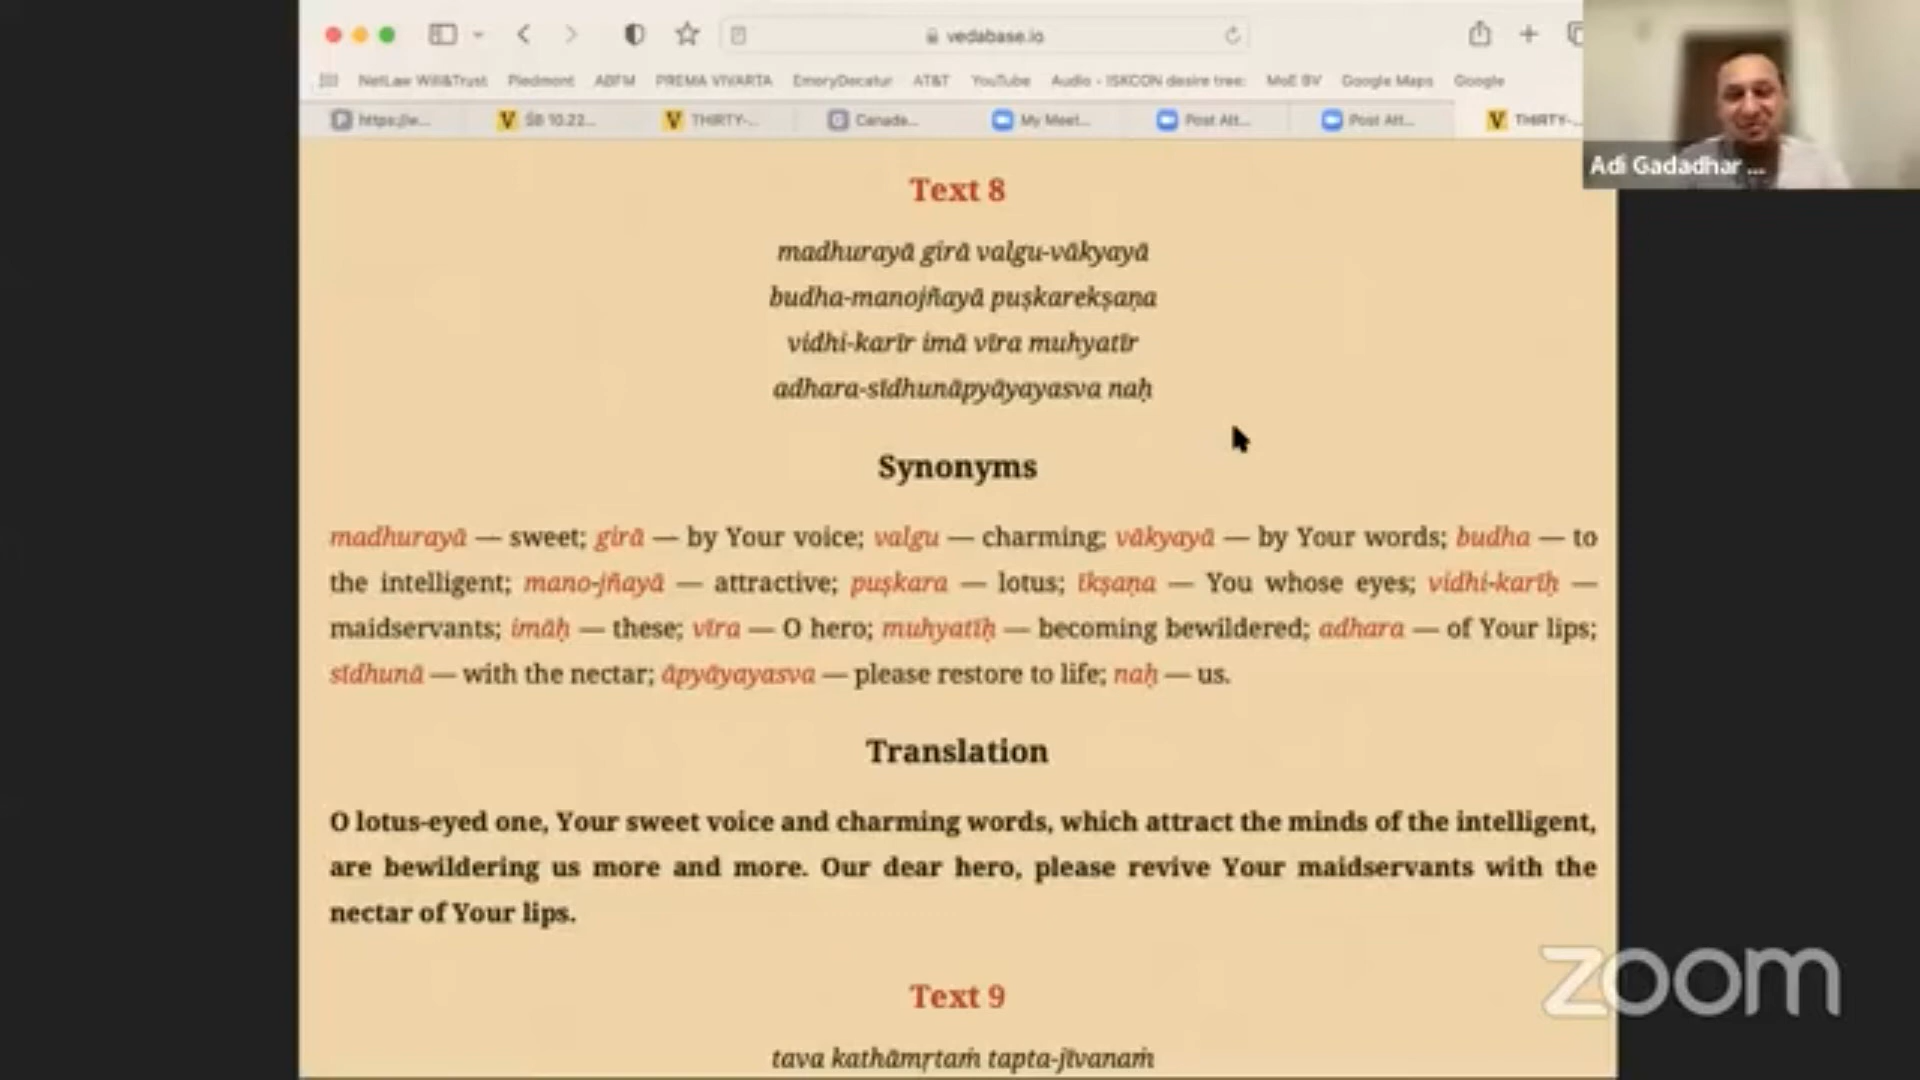 vedabase.io
NetLaw Will&Trust Piedmont ABFM PREMA VIVARTA EmoryDecatur AT&T YouTube Audio - ISKCON desire tree: MoE BV Google Maps Google
https://w... ŚB 10.22... THIRTY-... Canada... My Meet... Post Att... Post Att... THIRTY-...
Adi Gadadhar ...
Text 8
madhurayā girā valgu-vākyayā
budha-manojñayā puṣkarekṣaṇa
vidhi-karīr imā vīra muhyatīr
adhara-sīdhunāpyāyayasva naḥ
Synonyms
madhurayā — sweet; girā — by Your voice; valgu — charming; vākyayā — by Your words; budha — to
the intelligent; mano-jñayā — attractive; puṣkara — lotus; īkṣaṇa — You whose eyes; vidhi-karīḥ —
maidservants; imāḥ — these; vīra — O hero; muhyatīḥ — becoming bewildered; adhara — of Your lips;
sīdhunā — with the nectar; āpyāyayasva — please restore to life; naḥ — us.
Translation
O lotus-eyed one, Your sweet voice and charming words, which attract the minds of the intelligent,
are bewildering us more and more. Our dear hero, please revive Your maidservants with the
nectar of Your lips.
Text 9
tava kathāmṛtaṁ tapta-jīvanaṁ
zoom